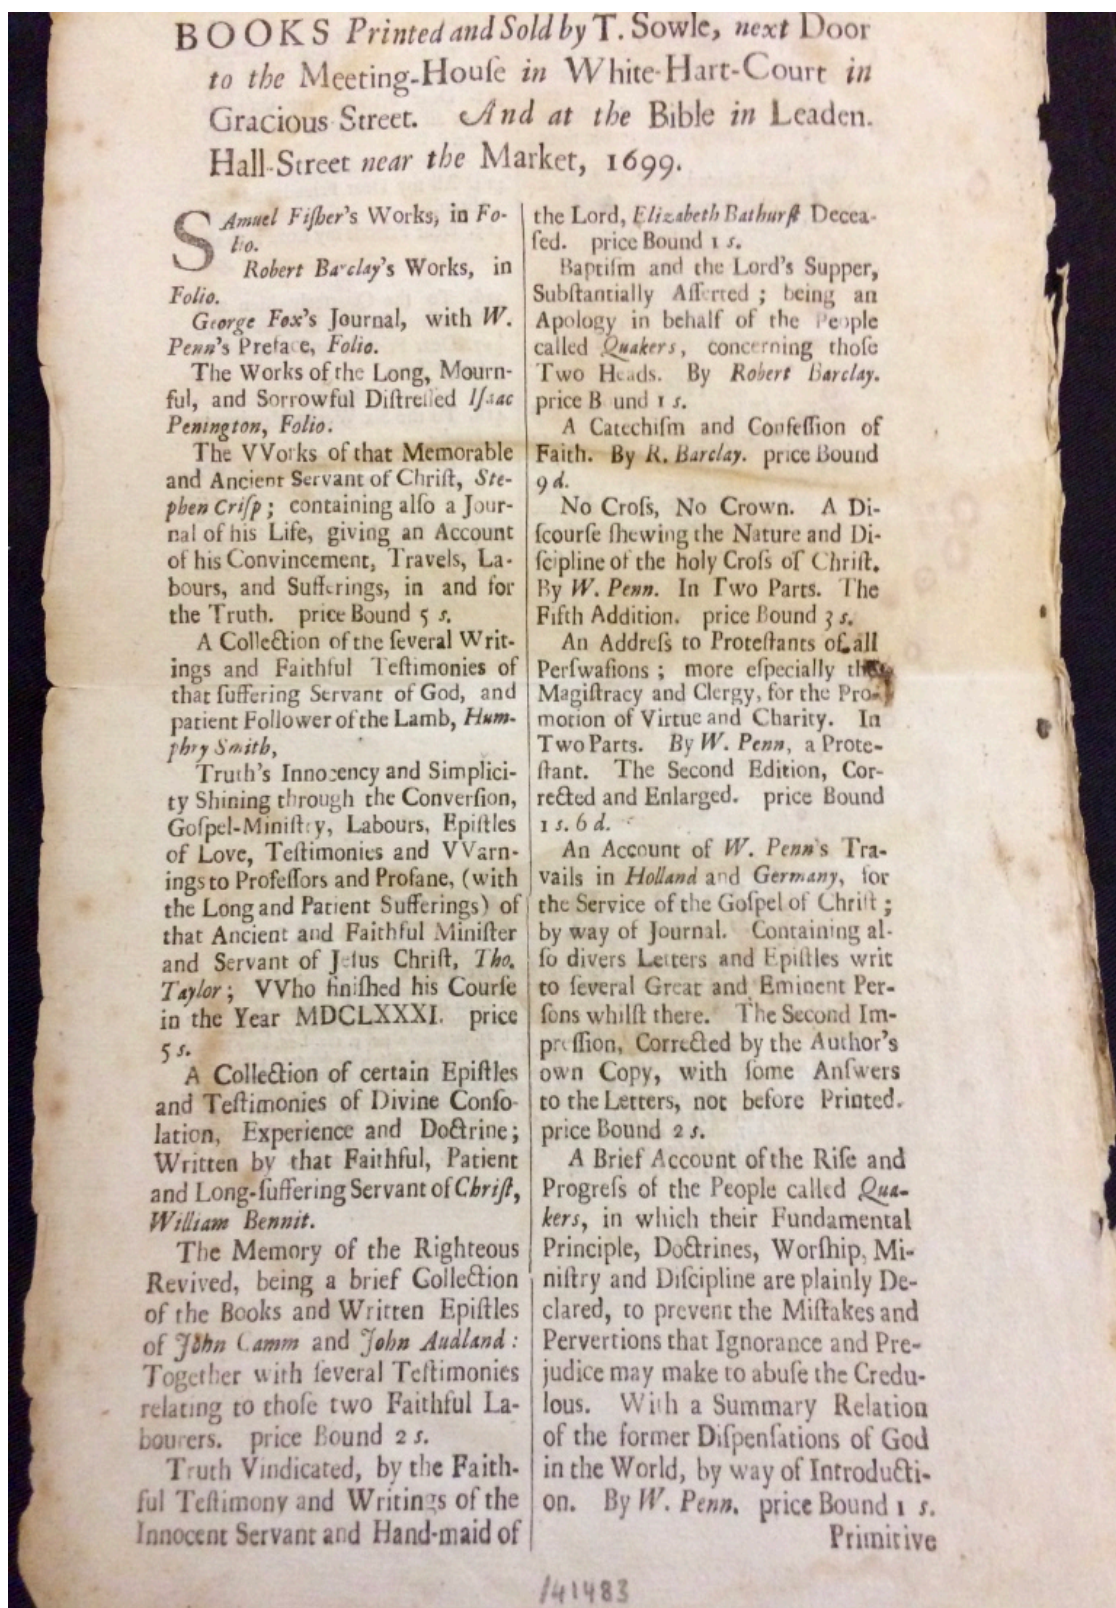 BOOKS Printed and Sold by T. Sowle, next Door
to the Meeting-Houſe in White-Hart-Court in
Gracious-Street. And at the Bible in Leaden.
Hall-Street near the Market, 1699.
SAmuel Fiſher's Works, in Fo-
lio.
Robert Barclay's Works, in
Folio.
George Fox's Journal, with W.
Penn's Preface, Folio.
The Works of the Long, Mourn-
ful, and Sorrowful Diſtreſſed Iſaac
Penington, Folio.
The VVorks of that Memorable
and Ancient Servant of Chriſt, Ste-
phen Criſp; containing alſo a Jour-
nal of his Life, giving an Account
of his Convincement, Travels, La-
bours, and Sufferings, in and for
the Truth. price Bound 5 s.
A Collection of the ſeveral Writ-
ings and Faithful Teſtimonies of
that ſuffering Servant of God, and
patient Follower of the Lamb, Hum-
phry Smith,
Truth's Innocency and Simplici-
ty Shining through the Converſion,
Goſpel-Miniſtry, Labours, Epiſtles
of Love, Teſtimonies and VVarn-
ings to Profeſſors and Profane, (with
the Long and Patient Sufferings) of
that Ancient and Faithful Miniſter
and Servant of Jeſus Chriſt, Tho.
Taylor; VVho finiſhed his Courſe
in the Year MDCLXXXI. price
5 s.
A Collection of certain Epiſtles
and Teſtimonies of Divine Conſo-
lation, Experience and Doctrine;
Written by that Faithful, Patient
and Long-ſuffering Servant of Chriſt,
William Bennit.
The Memory of the Righteous
Revived, being a brief Collection
of the Books and Written Epiſtles
of John Camm and John Audland:
Together with ſeveral Teſtimonies
relating to thoſe two Faithful La-
bourers. price Bound 2 s.
Truth Vindicated, by the Faith-
ful Teſtimony and Writings of the
Innocent Servant and Hand-maid of
the Lord, Elizabeth Bathurſt Decea-
ſed. price Bound 1 s.
Baptiſm and the Lord's Supper,
Subſtantially Aſſerted; being an
Apology in behalf of the People
called Quakers, concerning thoſe
Two Heads. By Robert Barclay.
price B und 1 s.
A Catechiſm and Confeſſion of
Faith. By R. Barclay. price Bound
9 d.
No Croſs, No Crown. A Di-
ſcourſe ſhewing the Nature and Di-
ſcipline of the holy Croſs of Chriſt.
By W. Penn. In Two Parts. The
Fifth Addition. price Bound 3 s.
An Addreſs to Proteſtants of all
Perſwaſions; more eſpecially the
Magiſtracy and Clergy, for the Pro-
motion of Virtue and Charity. In
Two Parts. By W. Penn, a Prote-
ſtant. The Second Edition, Cor-
rected and Enlarged. price Bound
1 s. 6 d.
An Account of W. Penn's Tra-
vails in Holland and Germany, for
the Service of the Goſpel of Chriſt;
by way of Journal. Containing al-
ſo divers Letters and Epiſtles writ
to ſeveral Great and Eminent Per-
ſons whilſt there. The Second Im-
preſſion, Corrected by the Author's
own Copy, with ſome Anſwers
to the Letters, not before Printed.
price Bound 2 s.
A Brief Account of the Riſe and
Progreſs of the People called Qua-
kers, in which their Fundamental
Principle, Doctrines, Worſhip, Mi-
niſtry and Diſcipline are plainly De-
clared, to prevent the Miſtakes and
Pervertions that Ignorance and Pre-
judice may make to abuſe the Credu-
lous. With a Summary Relation
of the former Diſpenſations of God
in the World, by way of Introducti-
on. By W. Penn. price Bound 1 s.
Primitive
141483